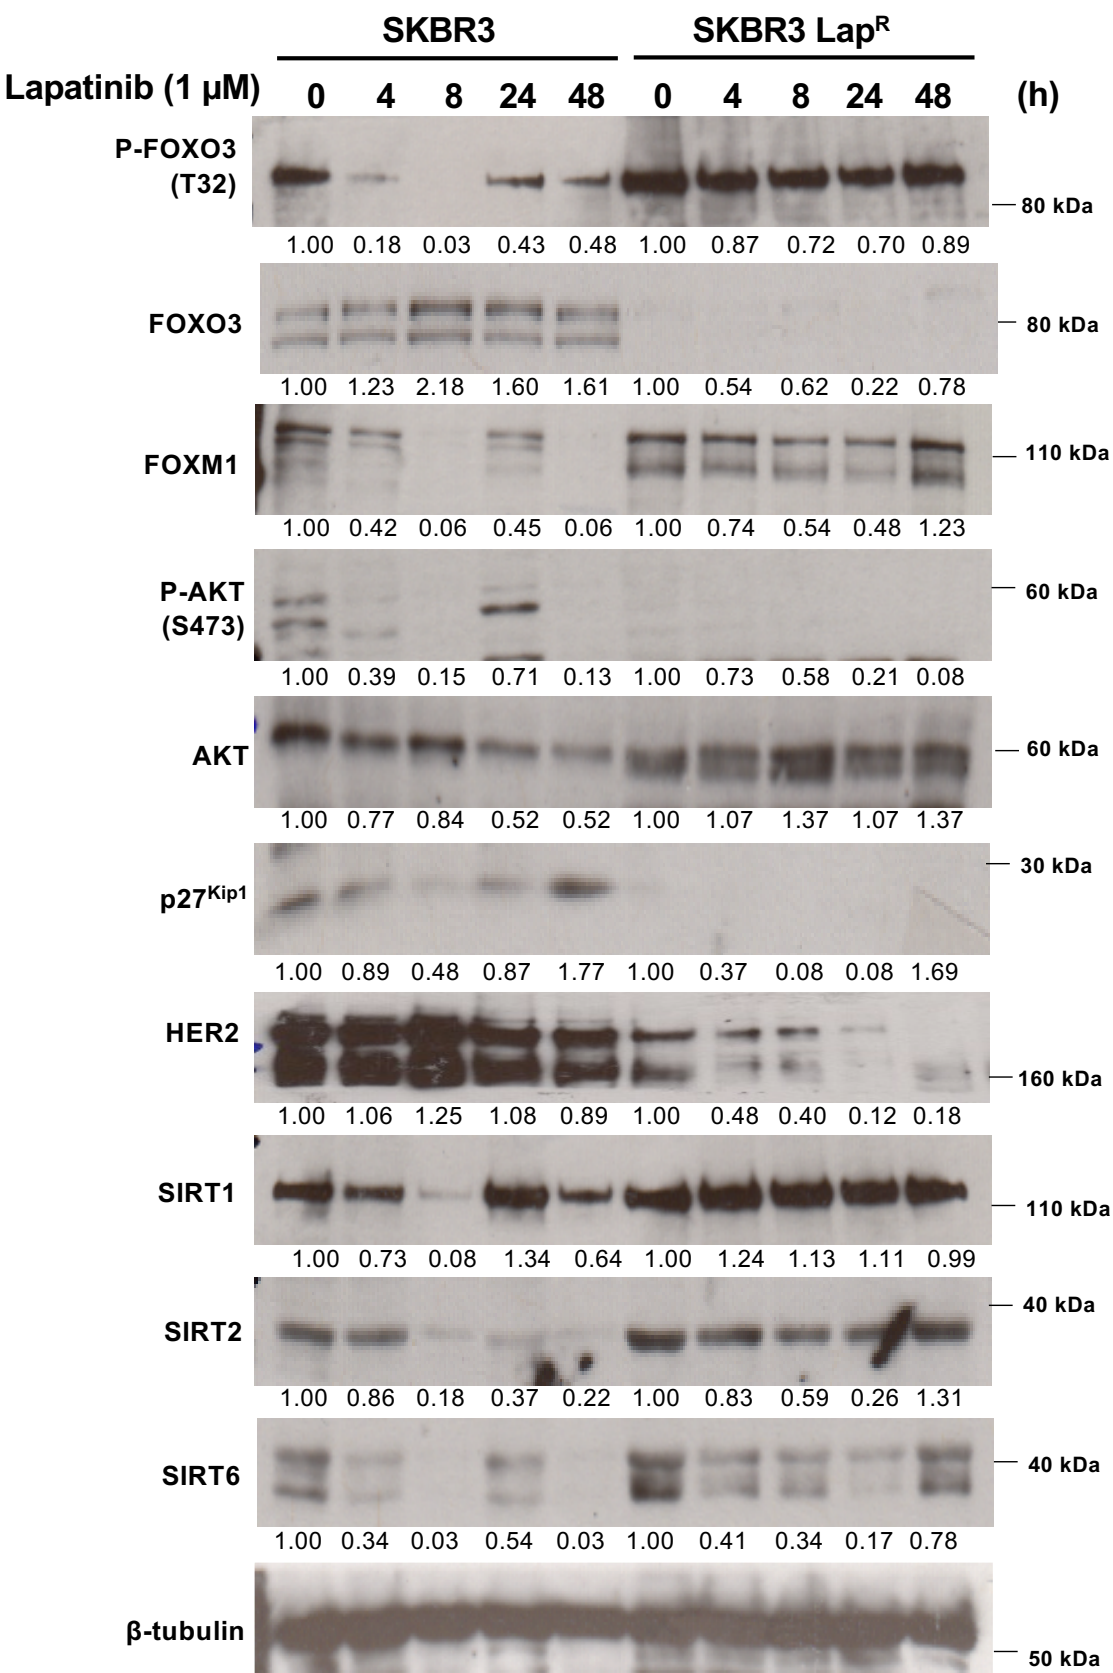 SKBR3 SKBR3 Lapᴿ
Lapatinib (1 µM) 0 4 8 24 48 0 4 8 24 48 (h)
P-FOXO3
(T32)
80 kDa
1.00 0.18 0.03 0.43 0.48 1.00 0.87 0.72 0.70 0.89
FOXO3 80 kDa
1.00 1.23 2.18 1.60 1.61 1.00 0.54 0.62 0.22 0.78
FOXM1 110 kDa
1.00 0.42 0.06 0.45 0.06 1.00 0.74 0.54 0.48 1.23
P-AKT 60 kDa
(S473)
1.00 0.39 0.15 0.71 0.13 1.00 0.73 0.58 0.21 0.08
AKT 60 kDa
1.00 0.77 0.84 0.52 0.52 1.00 1.07 1.37 1.07 1.37
p27ᴷⁱᵖ¹ 30 kDa
1.00 0.89 0.48 0.87 1.77 1.00 0.37 0.08 0.08 1.69
HER2 160 kDa
1.00 1.06 1.25 1.08 0.89 1.00 0.48 0.40 0.12 0.18
SIRT1 110 kDa
1.00 0.73 0.08 1.34 0.64 1.00 1.24 1.13 1.11 0.99
SIRT2 40 kDa
1.00 0.86 0.18 0.37 0.22 1.00 0.83 0.59 0.26 1.31
SIRT6 40 kDa
1.00 0.34 0.03 0.54 0.03 1.00 0.41 0.34 0.17 0.78
β-tubulin 50 kDa